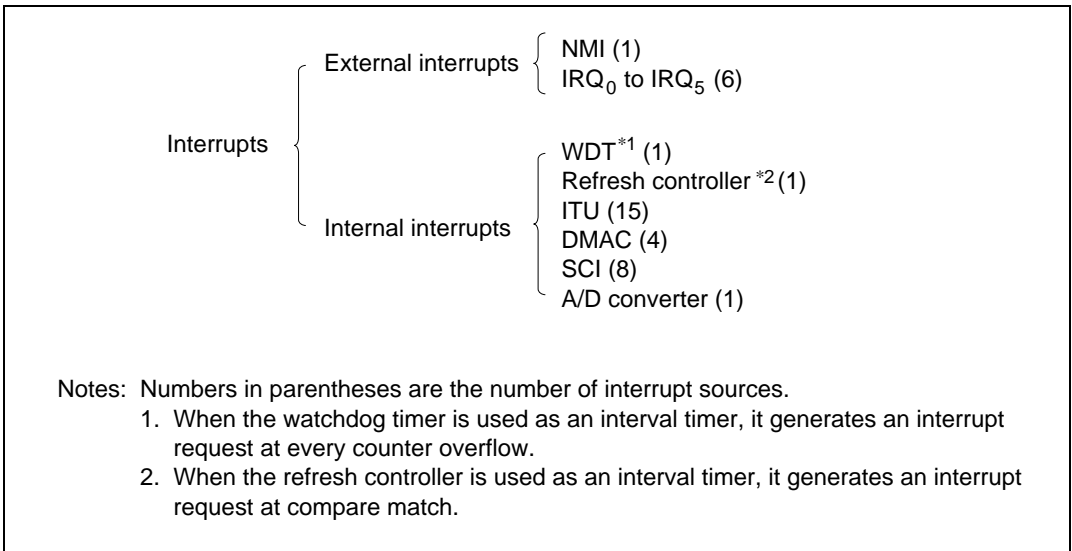 External interrupts
NMI (1)
IRQ0 to IRQ5 (6)
Interrupts
Internal interrupts
WDT*1 (1)
Refresh controller *2 (1)
ITU (15)
DMAC (4)
SCI (8)
A/D converter (1)
Notes: Numbers in parentheses are the number of interrupt sources.
1. When the watchdog timer is used as an interval timer, it generates an interrupt
request at every counter overflow.
2. When the refresh controller is used as an interval timer, it generates an interrupt
request at compare match.